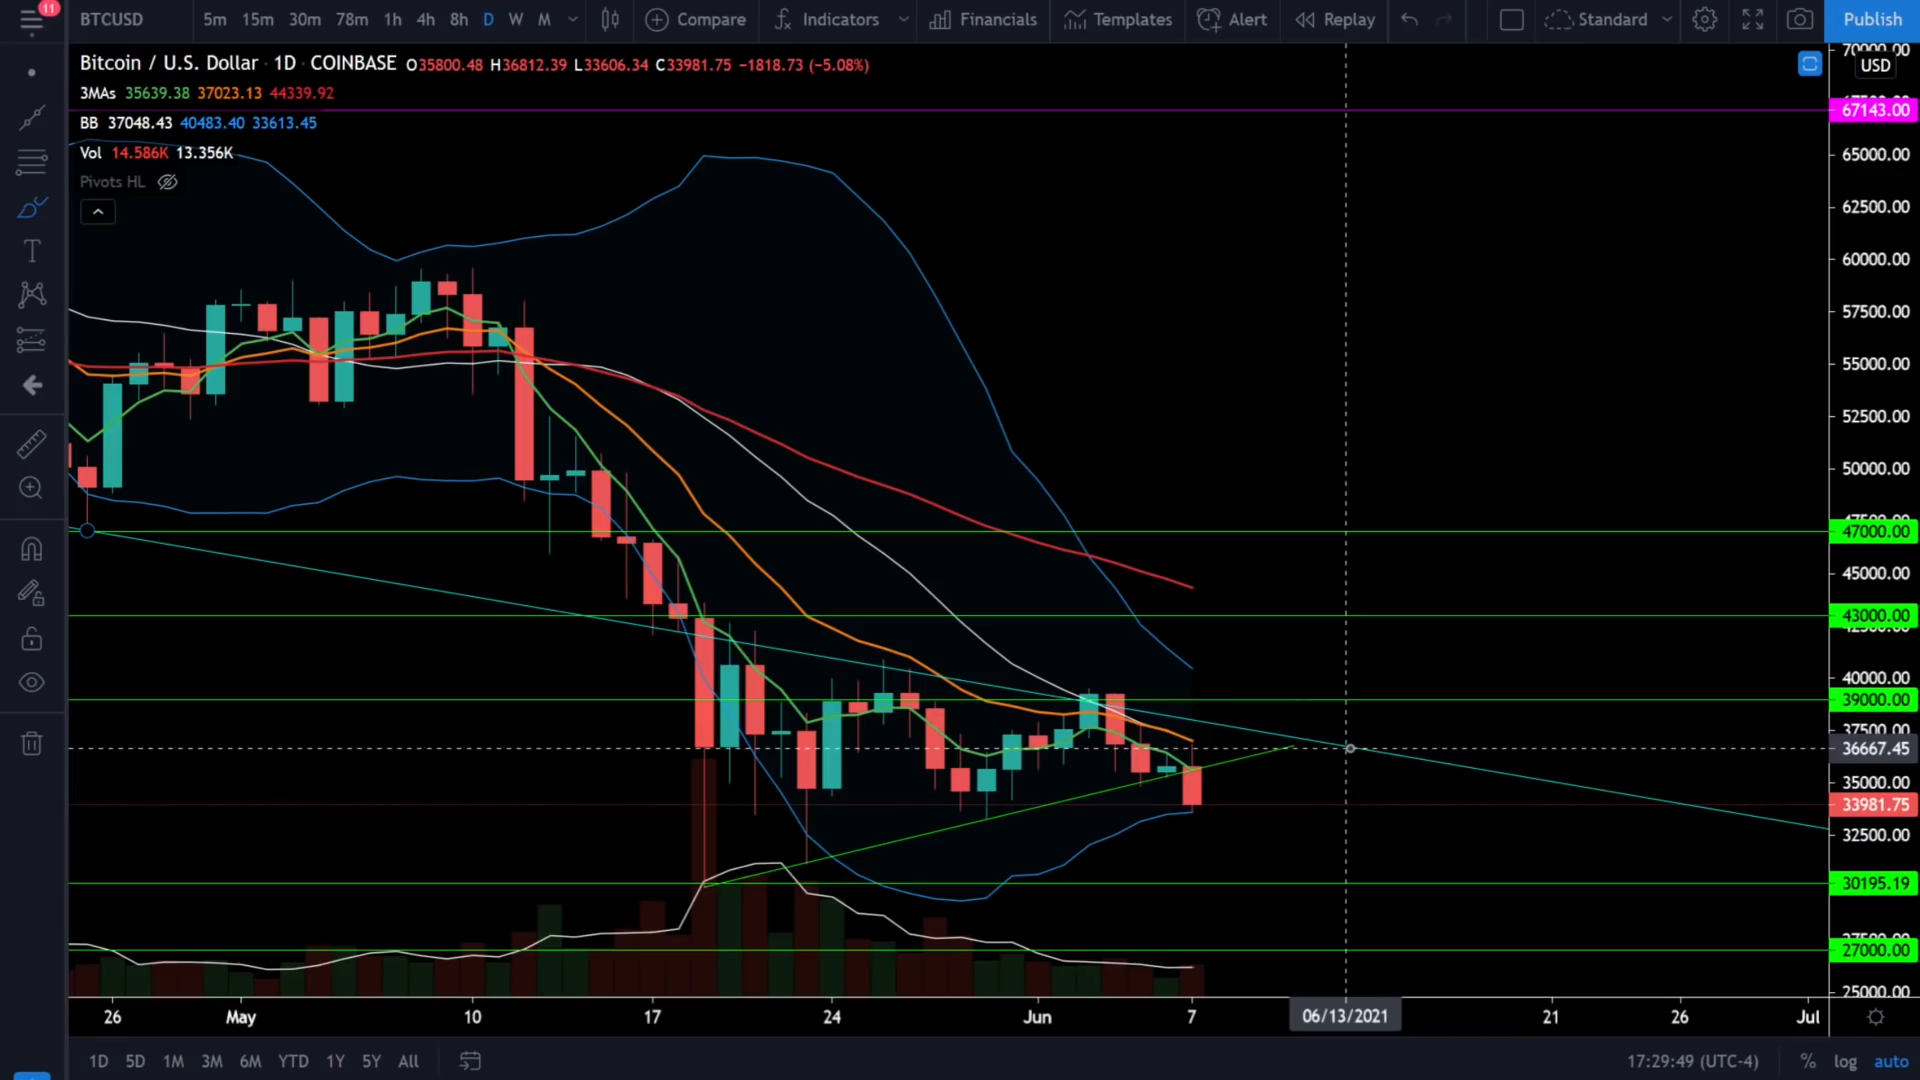 11
BTCUSD 5m 15m 30m 78m 1h 4h 8h D W M Compare Indicators Financials Templates Alert Replay Standard Publish
Bitcoin / U.S. Dollar · 1D · COINBASE O35800.48 H36812.39 L33606.34 C33981.75 −1818.73 (−5.08%)
3MAs 35639.38 37023.13 44339.92
BB 37048.43 40483.40 33613.45
Vol 14.586K 13.356K
Pivots HL
T
70000.00
USD
67143.00
65000.00
62500.00
60000.00
57500.00
55000.00
52500.00
50000.00
47000.00
45000.00
43000.00
40000.00
39000.00
37500.00
36667.45
35000.00
33981.75
32500.00
30195.19
27000.00
25000.00
26 May 10 17 24 Jun 7 06/13/2021 21 26 Jul
1D 5D 1M 3M 6M YTD 1Y 5Y All 17:29:49 (UTC-4) % log auto